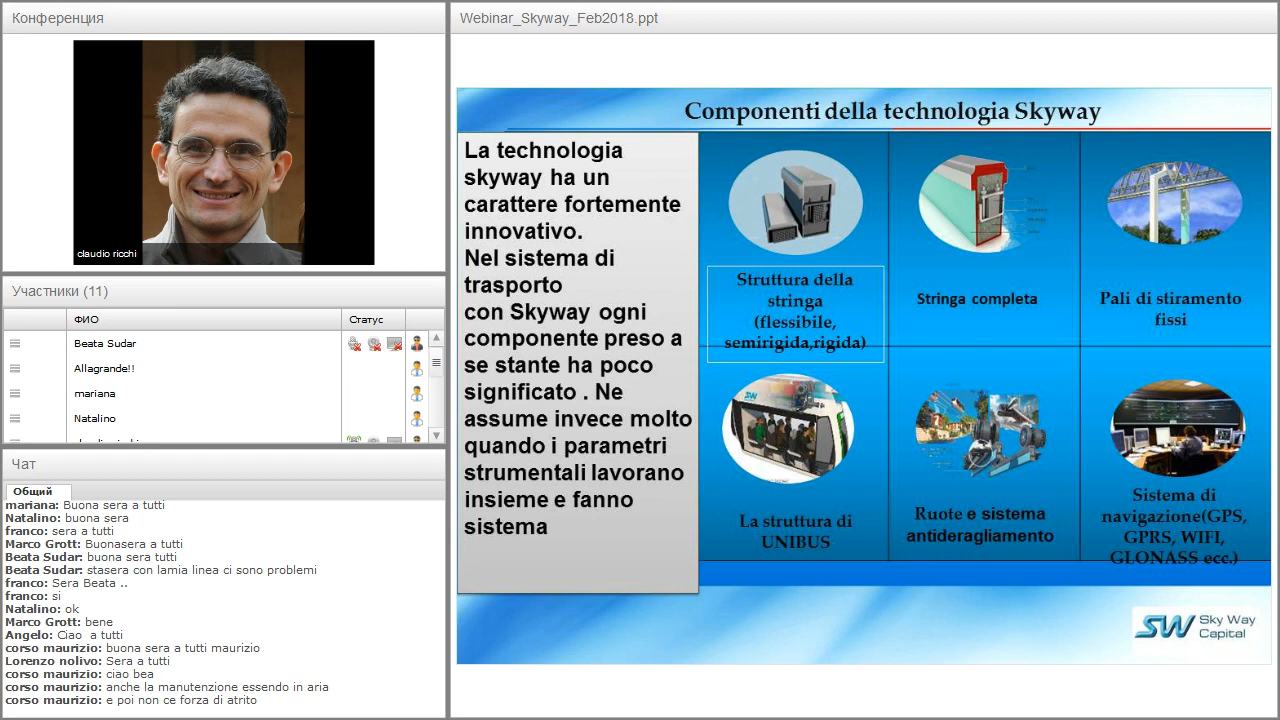 Конференция
claudio ricchi
Участники (11)
ФИО
Статус
Beata Sudar
Allagrande!!
mariana
Natalino
Чат
Общий
mariana: Buona sera a tutti
Natalino: buona sera
franco: sera a tutti
Marco Grott: Buonasera a tutti
Beata Sudar: buona sera tutti
Beata Sudar: stasera con lamia linea ci sono problemi
franco: Sera Beata ..
franco: si
Natalino: ok
Marco Grott: bene
Angelo: Ciao  a tutti
corso maurizio: buona sera a tutti maurizio
Lorenzo nolivo: Sera a tutti
corso maurizio: ciao bea
corso maurizio: anche la manutenzione essendo in aria
corso maurizio: e poi non ce forza di atrito
Webinar_Skyway_Feb2018.ppt
Componenti della technologia Skyway
La technologia
skyway ha un
carattere fortemente
innovativo.
Nel sistema di
trasporto
con Skyway ogni
componente preso a
se stante ha poco
significato . Ne
assume invece molto
quando i parametri
strumentali lavorano
insieme e fanno
sistema
Struttura della
stringa
(flessibile,
semirigida,rigida)
Stringa completa
Pali di stiramento
fissi
SW
La struttura di
UNIBUS
Ruote e sistema
antideragliamento
Sistema di
navigazione(GPS,
GPRS, WIFI,
GLONASS ecc.)
SW Sky Way
Capital